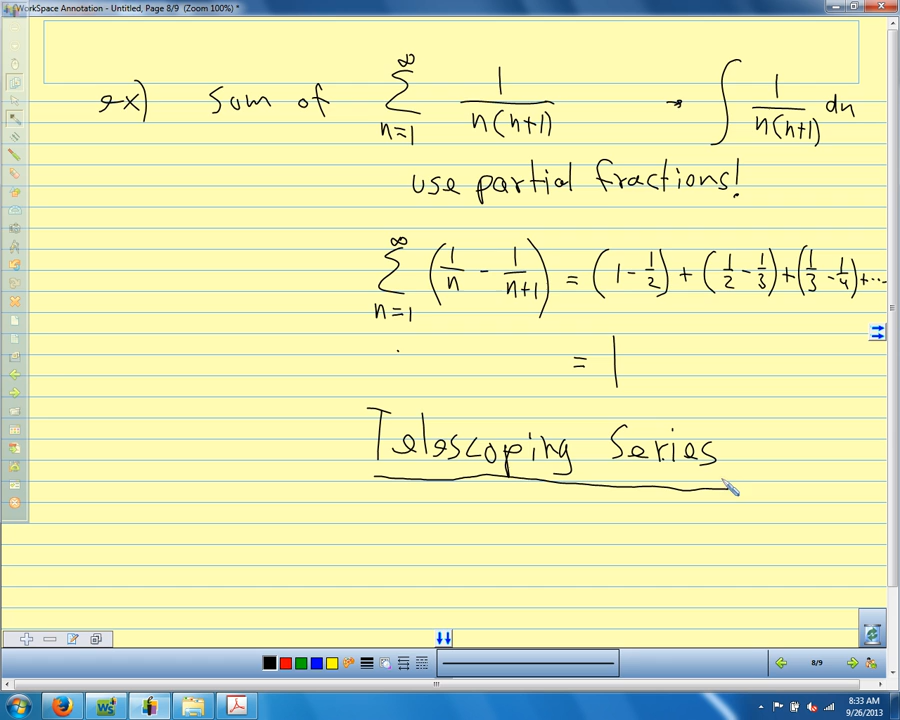 WorkSpace Annotation - Untitled, Page 8/9 (Zoom 100%) *
ex) Sum of ∑_{n=1}^{∞} 1/(n(n+1)) → ∫ 1/(n(n+1)) dn
use partial fractions!
∑_{n=1}^{∞} (1/n - 1/(n+1)) = (1 - 1/2) + (1/2 - 1/3) + (1/3 - 1/4) + ...
= 1
Telescoping Series
8/9
8:33 AM
9/26/2013